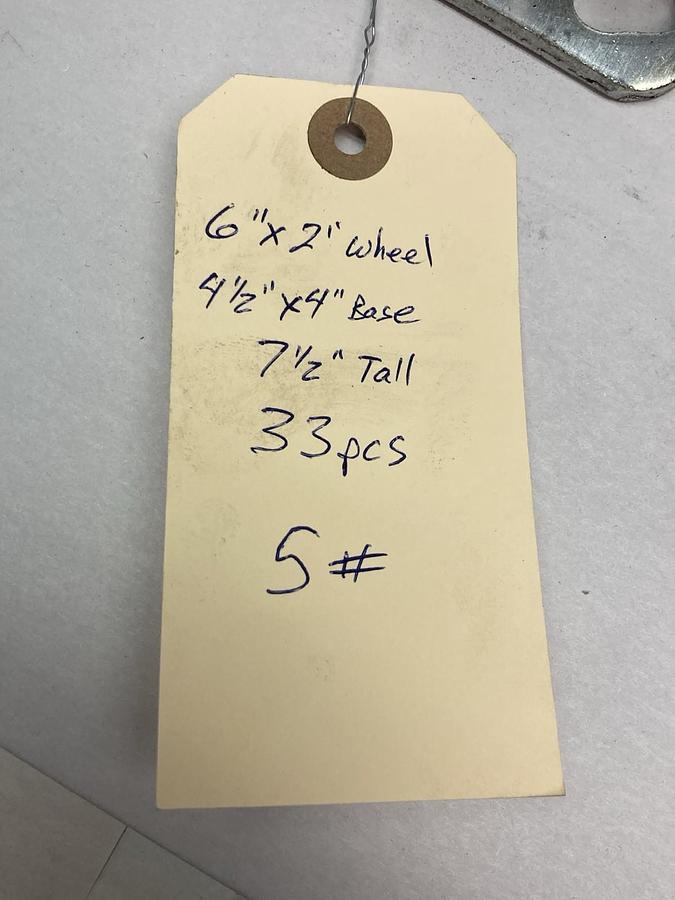 6"x2" wheel
4½"x4" Base
7½" Tall
33pcs
5#